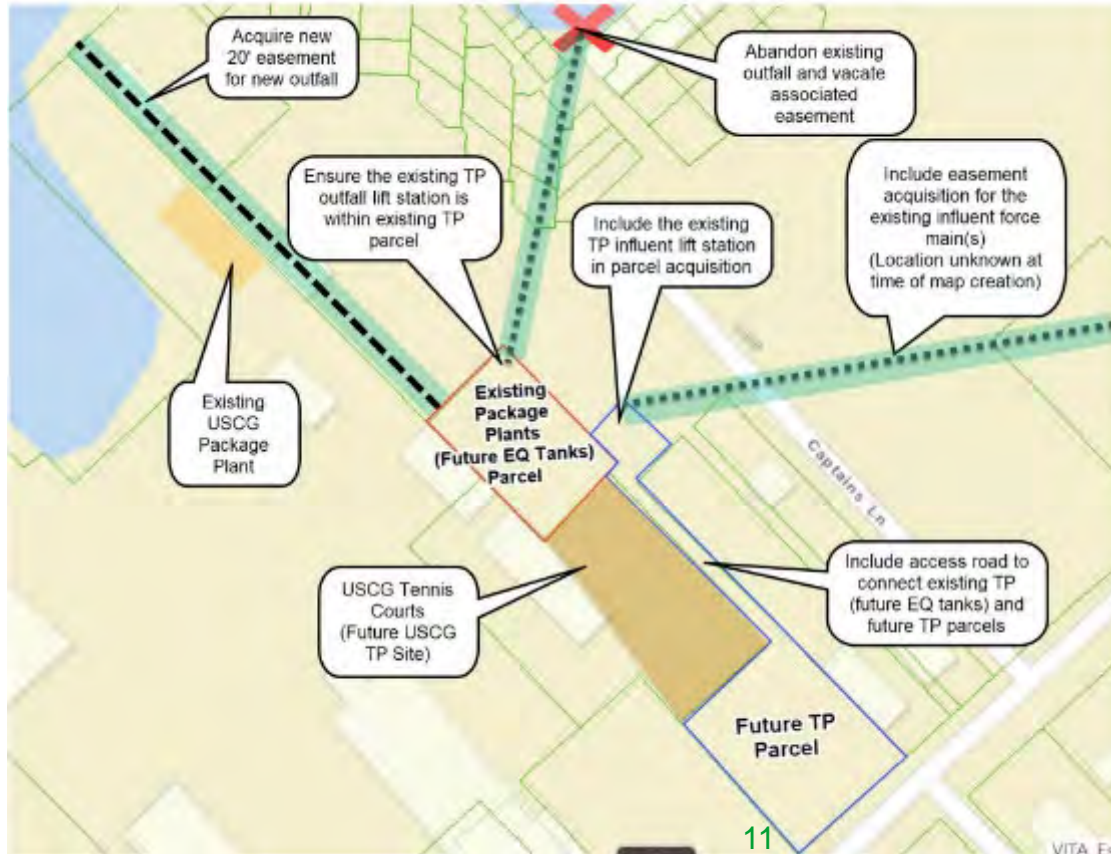 Acquire new
20' easement
for new outfall
Abandon existing
outfall and vacate
associated
easement
Ensure the existing TP
outfall lift station is
within existing TP
parcel
Include the existing
TP influent lift station
in parcel acquisition
Include easement
acquisition for the
existing influent force
main(s)
(Location unknown at
time of map creation)
Existing
USCG
Package
Plant
Existing
Package
Plants
(Future EQ Tanks)
Parcel
Captains Ln
USCG Tennis
Courts
(Future USCG
TP Site)
Include access road to
connect existing TP
(future EQ tanks) and
future TP parcels
Future TP
Parcel
11
VITA